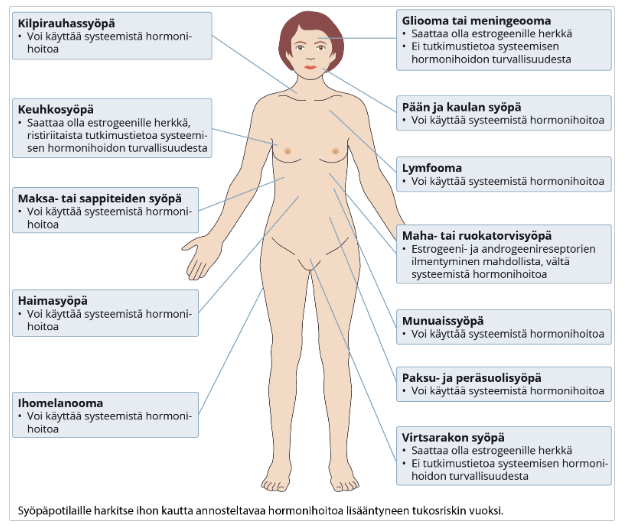 Kilpirauhassyöpä
• Voi käyttää systeemistä hormoni-
hoitoa
Keuhkosyöpä
• Saattaa olla estrogeenille herkkä,
ristiriitaista tutkimustietoa systeemi-
sen hormonihoidon turvallisuudesta
Maksa- tai sappiteiden syöpä
• Voi käyttää systeemistä hormoni-
hoitoa
Haimasyöpä
• Voi käyttää systeemistä hormoni-
hoitoa
Ihomelanooma
• Voi käyttää systeemistä hormoni-
hoitoa
Gliooma tai meningeooma
• Saattaa olla estrogeenille herkkä
• Ei tutkimustietoa systeemisen
hormonihoidon turvallisuudesta
Pään ja kaulan syöpä
• Voi käyttää systeemistä hormonihoitoa
Lymfooma
• Voi käyttää systeemistä hormonihoitoa
Maha- tai ruokatorvisyöpä
• Estrogeeni- ja androgeenireseptorien
ilmentyminen mahdollista, vältä
systeemistä hormonihoitoa
Munuaissyöpä
• Voi käyttää systeemistä hormonihoitoa
Paksu- ja peräsuolisyöpä
• Voi käyttää systeemistä hormonihoitoa
Virtsarakon syöpä
• Saattaa olla estrogeenille herkkä
• Ei tutkimustietoa systeemisen hormoni-
hoidon turvallisuudesta
Syöpäpotilaille harkitse ihon kautta annosteltavaa hormonihoitoa lisääntyneen tukosriskin vuoksi.